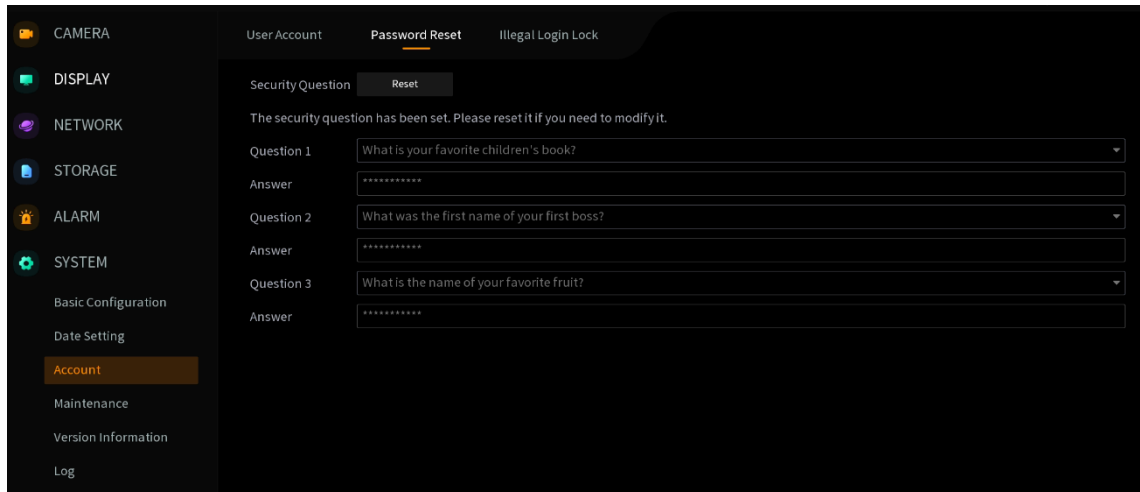 CAMERA
DISPLAY
NETWORK
STORAGE
ALARM
SYSTEM
Basic Configuration
Date Setting
Account
Maintenance
Version Information
Log
User Account Password Reset Illegal Login Lock
Security Question Reset
The security question has been set. Please reset it if you need to modify it.
Question 1 What is your favorite children's book?
Answer ***********
Question 2 What was the first name of your first boss?
Answer ***********
Question 3 What is the name of your favorite fruit?
Answer ***********